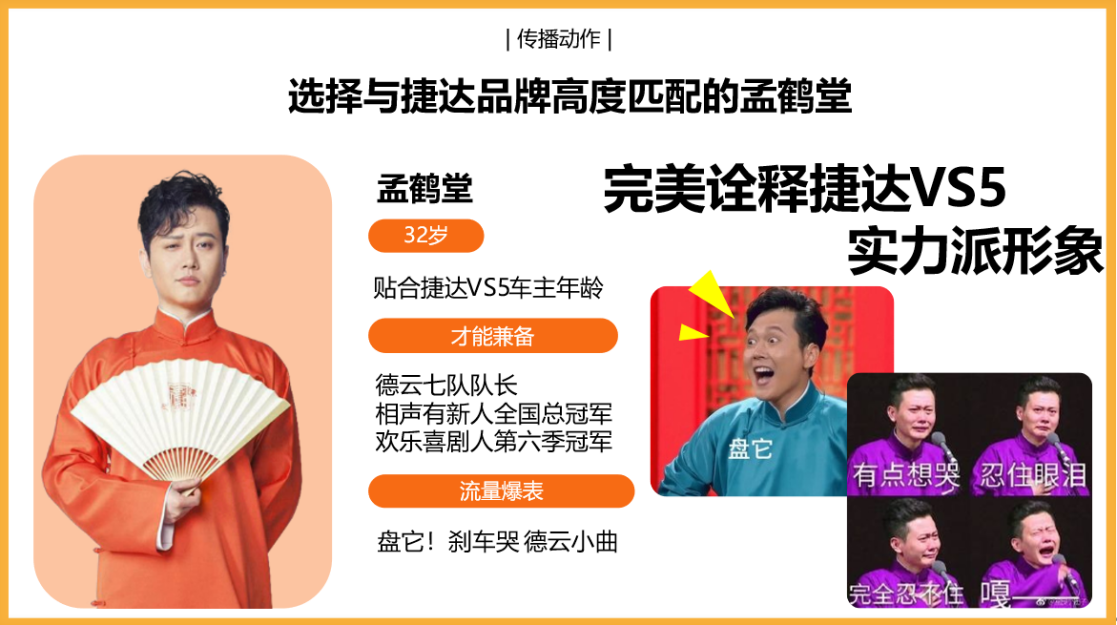 | 传播动作 |
选择与捷达品牌高度匹配的孟鹤堂
孟鹤堂
32岁
贴合捷达VS5车主年龄
才能兼备
德云七队队长
相声有新人全国总冠军
欢乐喜剧人第六季冠军
流量爆表
盘它！刹车哭 德云小曲
完美诠释捷达VS5
实力派形象
盘它
有点想哭
忍住眼泪
完全忍不住
嘎——